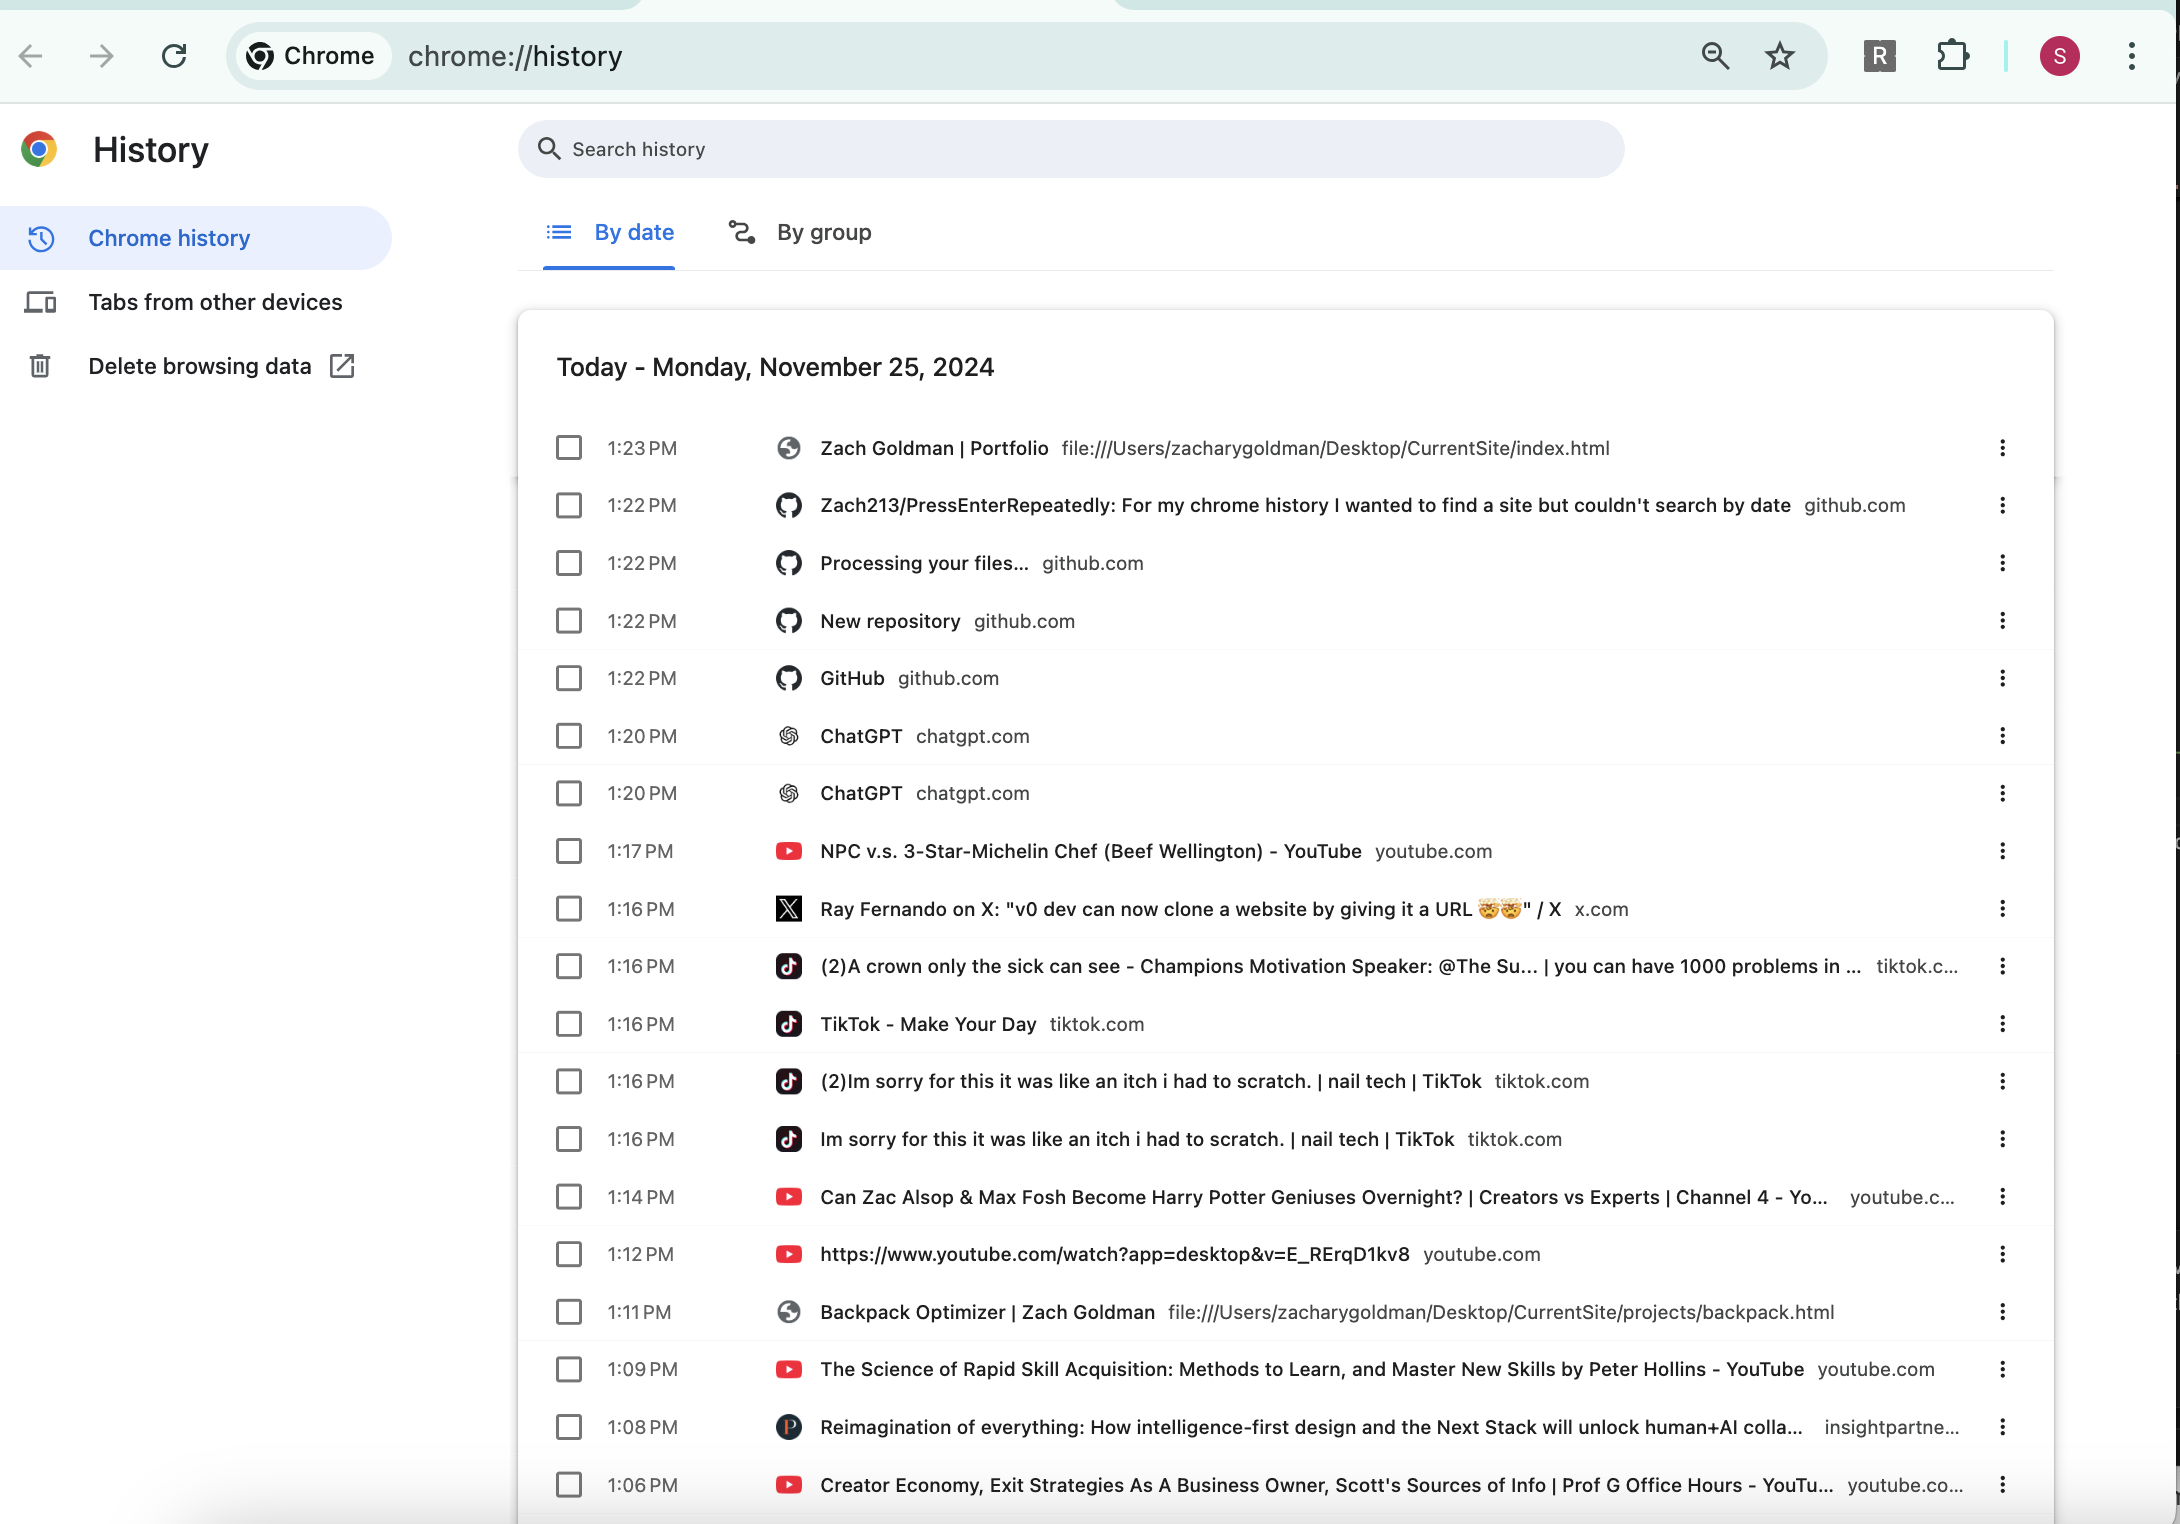 Chrome chrome://history R S
History
Search history
Chrome history
Tabs from other devices
Delete browsing data
By date By group
Today - Monday, November 25, 2024
1:23 PM Zach Goldman | Portfolio file:///Users/zacharygoldman/Desktop/CurrentSite/index.html
1:22 PM Zach213/PressEnterRepeatedly: For my chrome history I wanted to find a site but couldn't search by date github.com
1:22 PM Processing your files... github.com
1:22 PM New repository github.com
1:22 PM GitHub github.com
1:20 PM ChatGPT chatgpt.com
1:20 PM ChatGPT chatgpt.com
1:17 PM NPC v.s. 3-Star-Michelin Chef (Beef Wellington) - YouTube youtube.com
1:16 PM Ray Fernando on X: "v0 dev can now clone a website by giving it a URL 🤯🤯" / X x.com
1:16 PM (2)A crown only the sick can see - Champions Motivation Speaker: @The Su... | you can have 1000 problems in ... tiktok.c...
1:16 PM TikTok - Make Your Day tiktok.com
1:16 PM (2)Im sorry for this it was like an itch i had to scratch. | nail tech | TikTok tiktok.com
1:16 PM Im sorry for this it was like an itch i had to scratch. | nail tech | TikTok tiktok.com
1:14 PM Can Zac Alsop & Max Fosh Become Harry Potter Geniuses Overnight? | Creators vs Experts | Channel 4 - Yo... youtube.c...
1:12 PM https://www.youtube.com/watch?app=desktop&v=E_RErqD1kv8 youtube.com
1:11 PM Backpack Optimizer | Zach Goldman file:///Users/zacharygoldman/Desktop/CurrentSite/projects/backpack.html
1:09 PM The Science of Rapid Skill Acquisition: Methods to Learn, and Master New Skills by Peter Hollins - YouTube youtube.com
1:08 PM Reimagination of everything: How intelligence-first design and the Next Stack will unlock human+AI colla... insightpartne...
1:06 PM Creator Economy, Exit Strategies As A Business Owner, Scott's Sources of Info | Prof G Office Hours - YouTu... youtube.co...